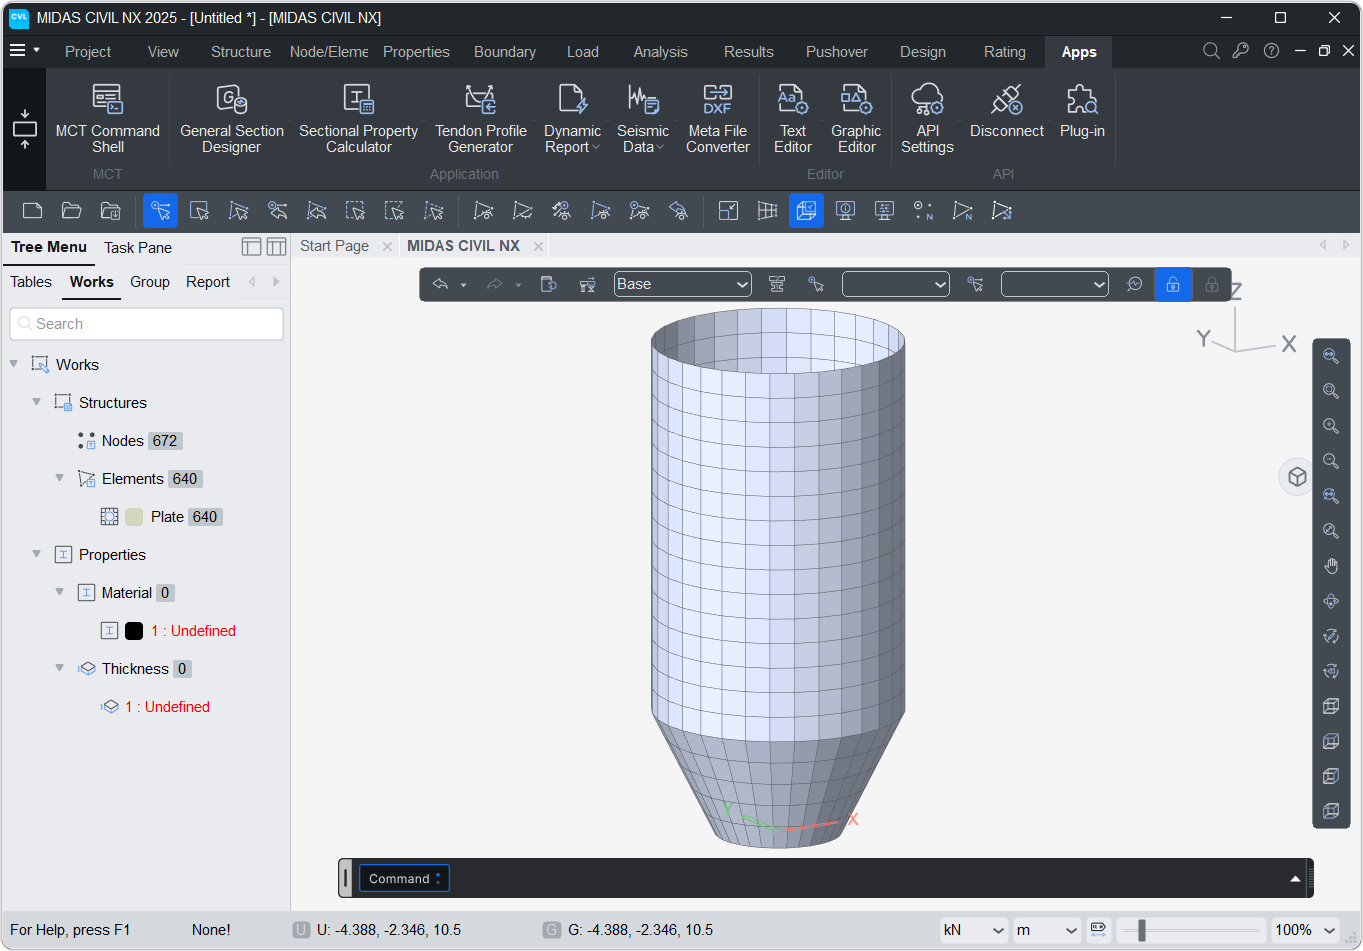 CVL MIDAS CIVIL NX 2025 - [Untitled *] - [MIDAS CIVIL NX]
Project View Structure Node/Eleme Properties Boundary Load Analysis Results Pushover Design Rating Apps
MCT Command Shell
General Section Designer
Sectional Property Calculator
Tendon Profile Generator
Dynamic Report
Seismic Data
DXF
Meta File Converter
Aa
Text Editor
Graphic Editor
API Settings
Disconnect
Plug-in
MCT Application Editor API
Tree Menu Task Pane
Start Page MIDAS CIVIL NX
Tables Works Group Report
Base
Search
Works
Structures
Nodes 672
Elements 640
Plate 640
Properties
Material 0
1 : Undefined
Thickness 0
1 : Undefined
Z
Y X
Y X
Command :
For Help, press F1 None! U U: -4.388, -2.346, 10.5 G G: -4.388, -2.346, 10.5 kN m 100%